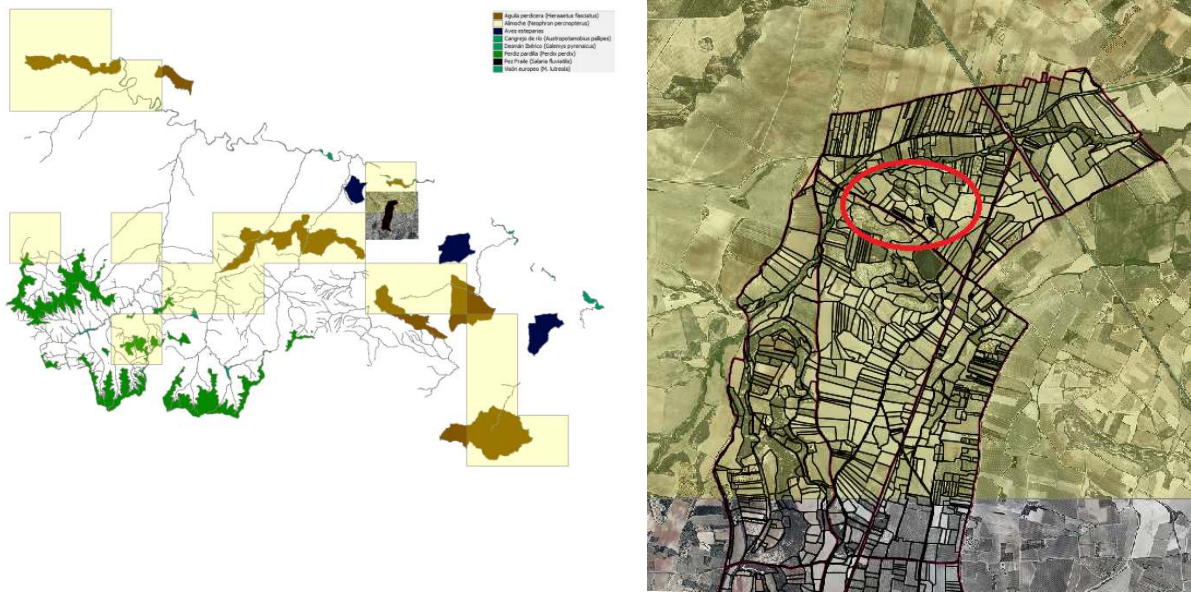 Aguila perdicera (Hieraaetus fasciatus)
Alimoche (Neophron percnopterus)
Aves esteparias
Cangrejo de río (Austropotamobius pallipes)
Desmán Ibérico (Galemys pyrenaicus)
Perdiz pardilla (Perdix perdix)
Pez Fraile (Salaria fluviatilis)
Visón europeo (M. lutreola)